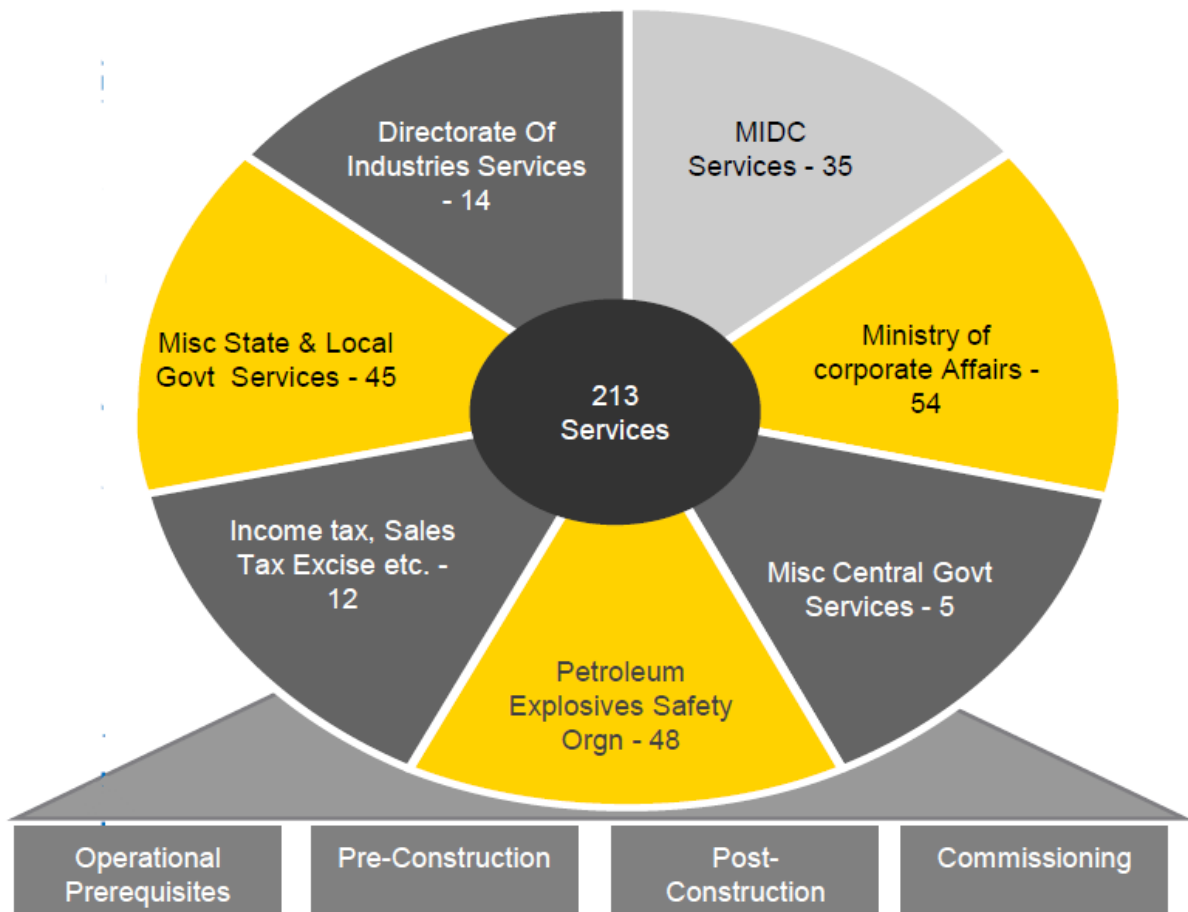 Directorate Of
Industries Services
- 14
MIDC
Services - 35
Misc State & Local
Govt Services - 45
213
Services
Ministry of
corporate Affairs -
54
Income tax, Sales
Tax Excise etc. -
12
Misc Central Govt
Services - 5
Petroleum
Explosives Safety
Orgn - 48
Operational
Prerequisites
Pre-Construction
Post-
Construction
Commissioning